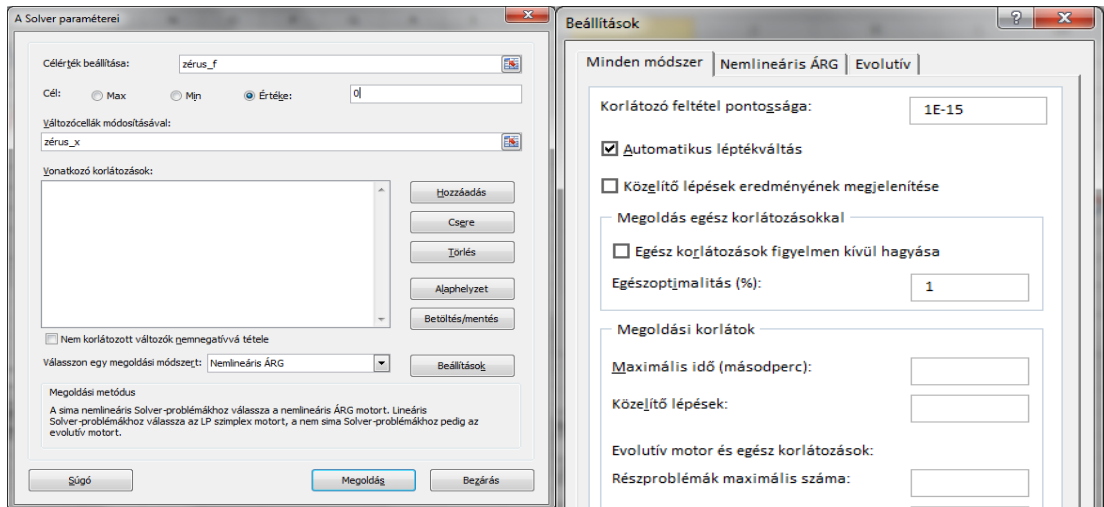 A Solver paraméterei
Célérték beállítása: zérus_f
Cél: Max Min Értéke: 0
Változócellák módosításával:
zérus_x
Vonatkozó korlátozások:
Hozzáadás
Csere
Törlés
Alaphelyzet
Betöltés/mentés
Nem korlátozott változók nemnegatívvá tétele
Válasszon egy megoldási módszert: Nemlineáris ÁRG
Beállítások
Megoldási metódus
A sima nemlineáris Solver-problémákhoz válassza a nemlineáris ÁRG motort. Lineáris
Solver-problémákhoz válassza az LP szimplex motort, a nem sima Solver-problémákhoz pedig az
evolutív motort.
Súgó Megoldás Bezárás
Beállítások
Minden módszer Nemlineáris ÁRG Evolutív
Korlátozó feltétel pontossága: 1E-15
Automatikus léptékváltás
Közelítő lépések eredményének megjelenítése
Megoldás egész korlátozásokkal
Egész korlátozások figyelmen kívül hagyása
Egészoptimalitás (%): 1
Megoldási korlátok
Maximális idő (másodperc):
Közelítő lépések:
Evolutív motor és egész korlátozások:
Részproblémák maximális száma: